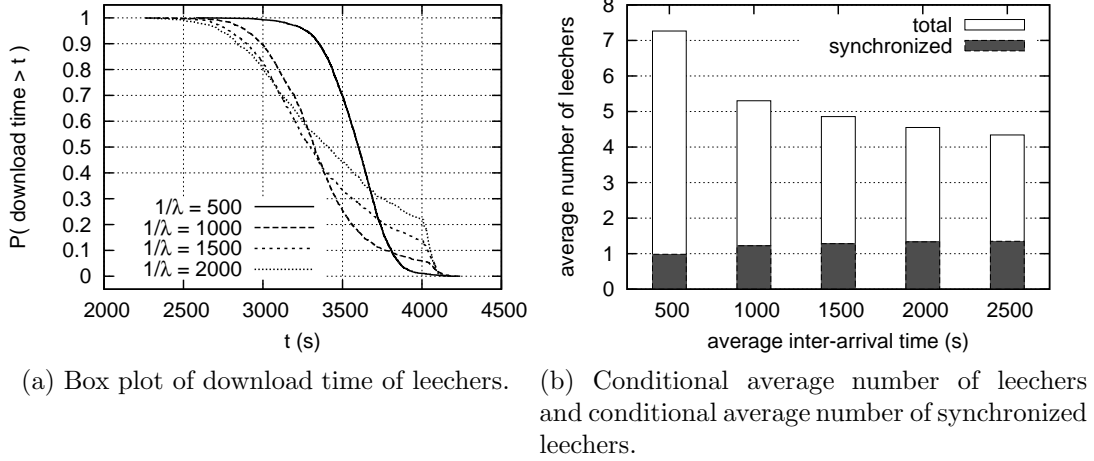 1
0.9
0.8
0.7
0.6
0.5
0.4
0.3
0.2
0.1
0
P( download time > t )
1/λ = 500
1/λ = 1000
1/λ = 1500
1/λ = 2000
2000 2500 3000 3500 4000 4500
t (s)
(a) Box plot of download time of leechers.
8
7
6
5
4
3
2
1
0
average number of leechers
total
synchronized
500 1000 1500 2000 2500
average inter-arrival time (s)
(b) Conditional average number of leechers
and conditional average number of synchronized
leechers.